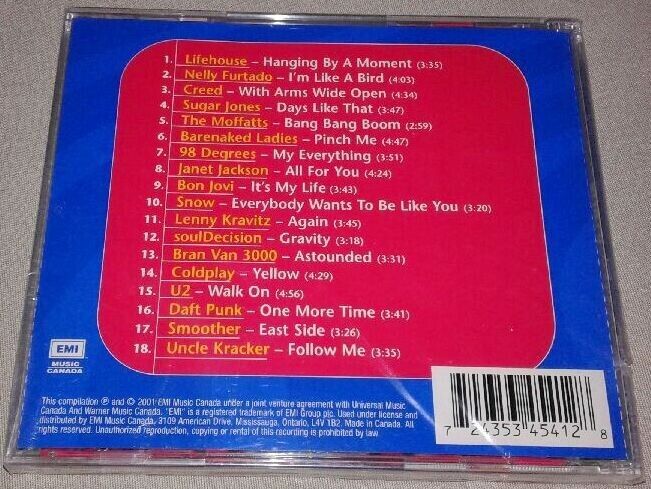 1. Lifehouse – Hanging By A Moment (3:35)
2. Nelly Furtado – I'm Like A Bird (4:03)
3. Creed – With Arms Wide Open (4:34)
4. Sugar Jones – Days Like That (3:47)
5. The Moffatts – Bang Bang Boom (2:59)
6. Barenaked Ladies – Pinch Me (4:47)
7. 98 Degrees – My Everything (3:51)
8. Janet Jackson – All For You (4:24)
9. Bon Jovi – It's My Life (3:43)
10. Snow – Everybody Wants To Be Like You (3:20)
11. Lenny Kravitz – Again (3:45)
12. soulDecision – Gravity (3:18)
13. Bran Van 3000 – Astounded (3:31)
14. Coldplay – Yellow (4:29)
15. U2 – Walk On (4:56)
16. Daft Punk – One More Time (3:41)
17. Smoother – East Side (3:26)
18. Uncle Kracker – Follow Me (3:35)
EMI
MUSIC
CANADA
This compilation ℗ and © 2001 EMI Music Canada under a joint venture agreement with Universal Music
Canada And Warner Music Canada. "EMI" is a registered trademark of EMI Group plc. Used under license and
distributed by EMI Music Canada, 3109 American Drive, Mississauga, Ontario, L4V 1B2. Made in Canada. All
rights reserved. Unauthorized reproduction, copying or rental of this recording is prohibited by law.
7 24353 45412 8